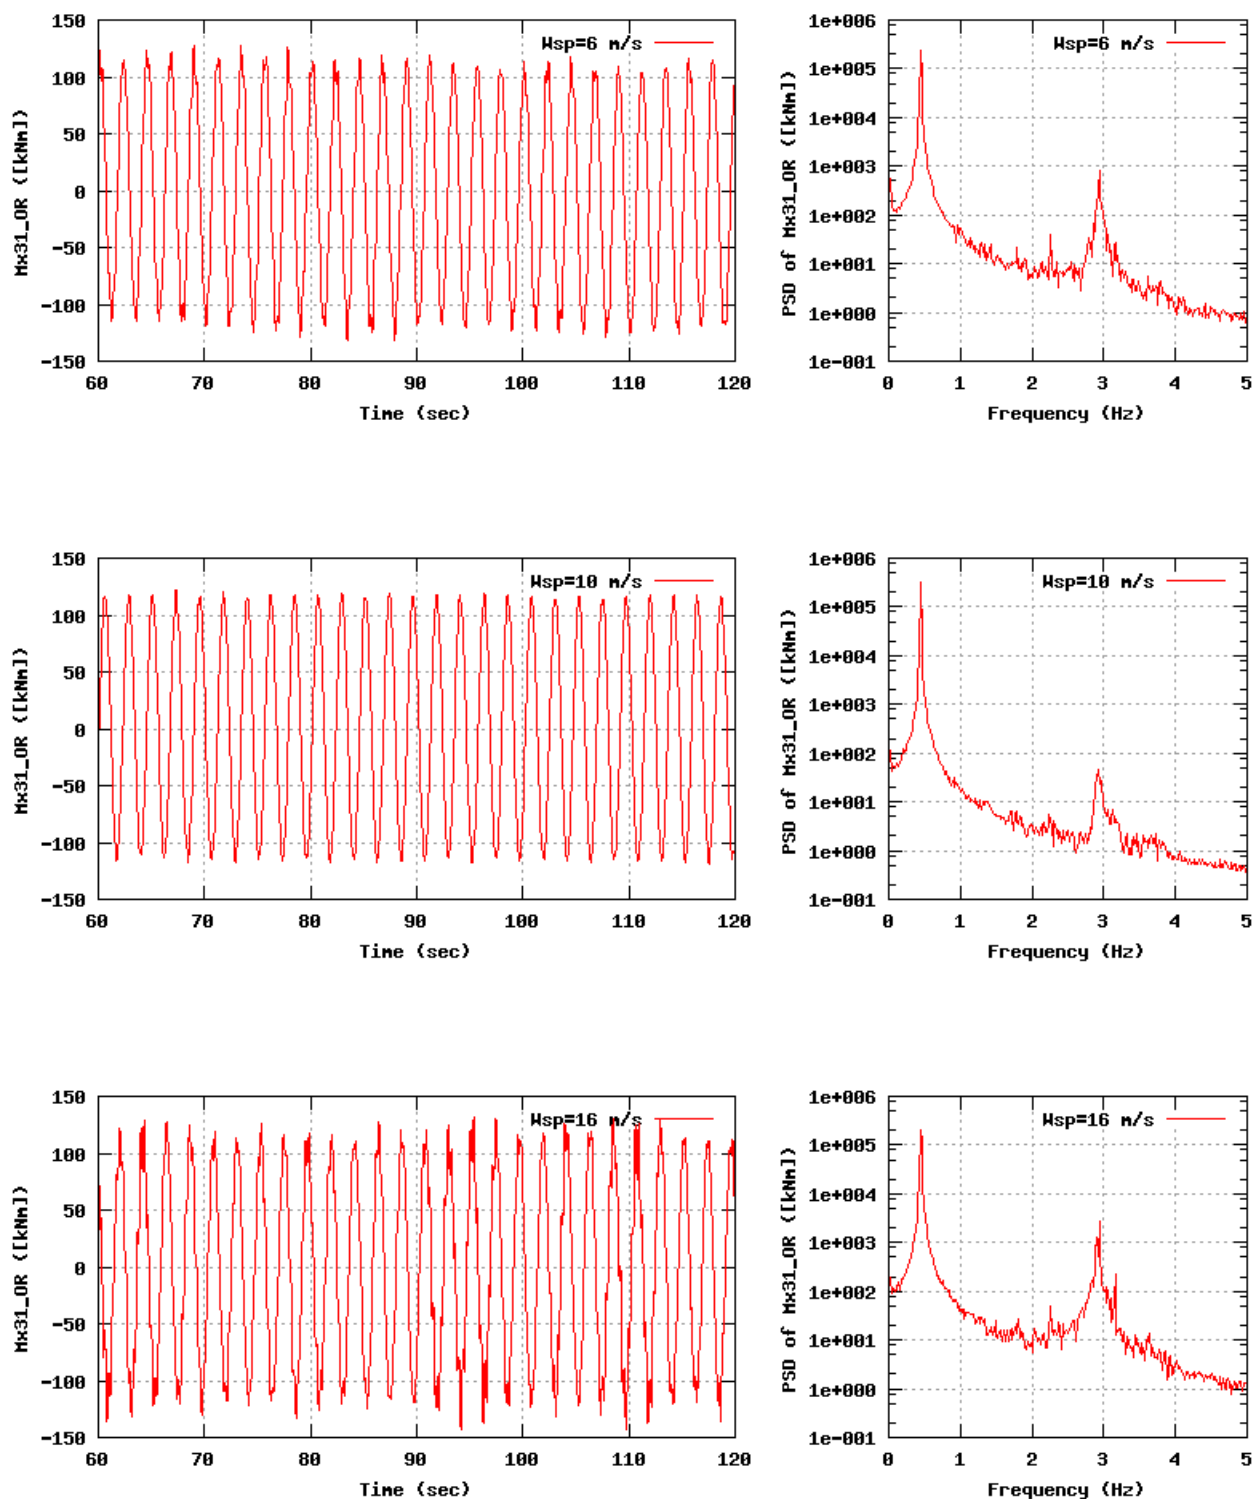 150
100
50
0
-50
-100
-150
Mx31_OR ([kNm])
Wsp=6 m/s
60 70 80 90 100 110 120
Time (sec)
1e+006
1e+005
1e+004
1e+003
1e+002
1e+001
1e+000
1e-001
PSD of Mx31_OR ([kNm])
Wsp=6 m/s
0 1 2 3 4 5
Frequency (Hz)
150
100
50
0
-50
-100
-150
Mx31_OR ([kNm])
Wsp=10 m/s
60 70 80 90 100 110 120
Time (sec)
1e+006
1e+005
1e+004
1e+003
1e+002
1e+001
1e+000
1e-001
PSD of Mx31_OR ([kNm])
Wsp=10 m/s
0 1 2 3 4 5
Frequency (Hz)
150
100
50
0
-50
-100
-150
Mx31_OR ([kNm])
Wsp=16 m/s
60 70 80 90 100 110 120
Time (sec)
1e+006
1e+005
1e+004
1e+003
1e+002
1e+001
1e+000
1e-001
PSD of Mx31_OR ([kNm])
Wsp=16 m/s
0 1 2 3 4 5
Frequency (Hz)